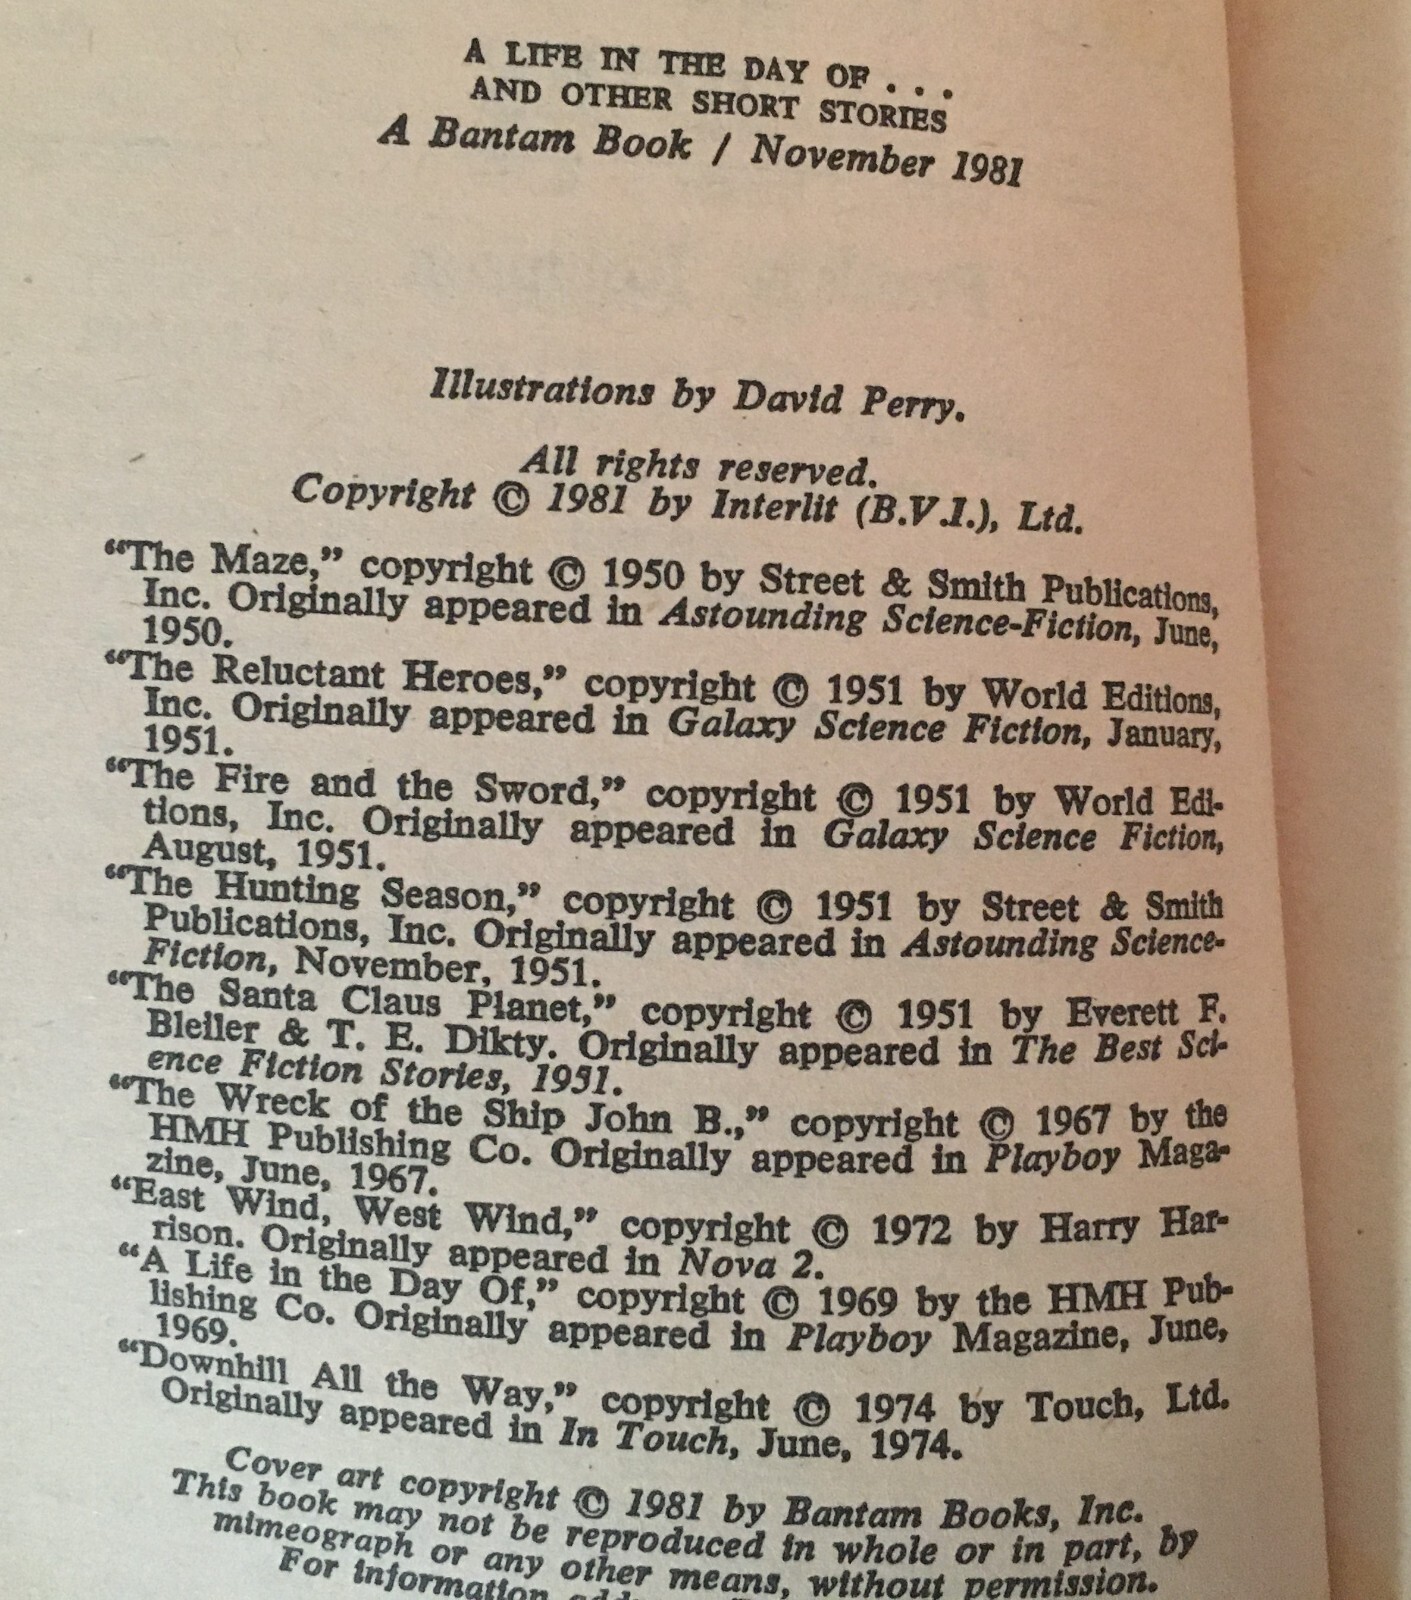 A LIFE IN THE DAY OF . . .
AND OTHER SHORT STORIES
A Bantam Book / November 1981
Illustrations by David Perry.
All rights reserved.
Copyright © 1981 by Interlit (B.V.I.), Ltd.
“The Maze,” copyright © 1950 by Street & Smith Publications,
Inc. Originally appeared in Astounding Science-Fiction, June,
1950.
“The Reluctant Heroes,” copyright © 1951 by World Editions,
Inc. Originally appeared in Galaxy Science Fiction, January,
1951.
“The Fire and the Sword,” copyright © 1951 by World Edi-
tions, Inc. Originally appeared in Galaxy Science Fiction,
August, 1951.
“The Hunting Season,” copyright © 1951 by Street & Smith
Publications, Inc. Originally appeared in Astounding Science-
Fiction, November, 1951.
“The Santa Claus Planet,” copyright © 1951 by Everett F.
Bleiler & T. E. Dikty. Originally appeared in The Best Sci-
ence Fiction Stories, 1951.
“The Wreck of the Ship John B.,” copyright © 1967 by the
HMH Publishing Co. Originally appeared in Playboy Maga-
zine, June, 1967.
“East Wind, West Wind,” copyright © 1972 by Harry Har-
rison. Originally appeared in Nova 2.
“A Life in the Day Of,” copyright © 1969 by the HMH Pub-
lishing Co. Originally appeared in Playboy Magazine, June,
1969.
“Downhill All the Way,” copyright © 1974 by Touch, Ltd.
Originally appeared in In Touch, June, 1974.
Cover art copyright © 1981 by Bantam Books, Inc.
This book may not be reproduced in whole or in part, by
mimeograph or any other means, without permission.
For information